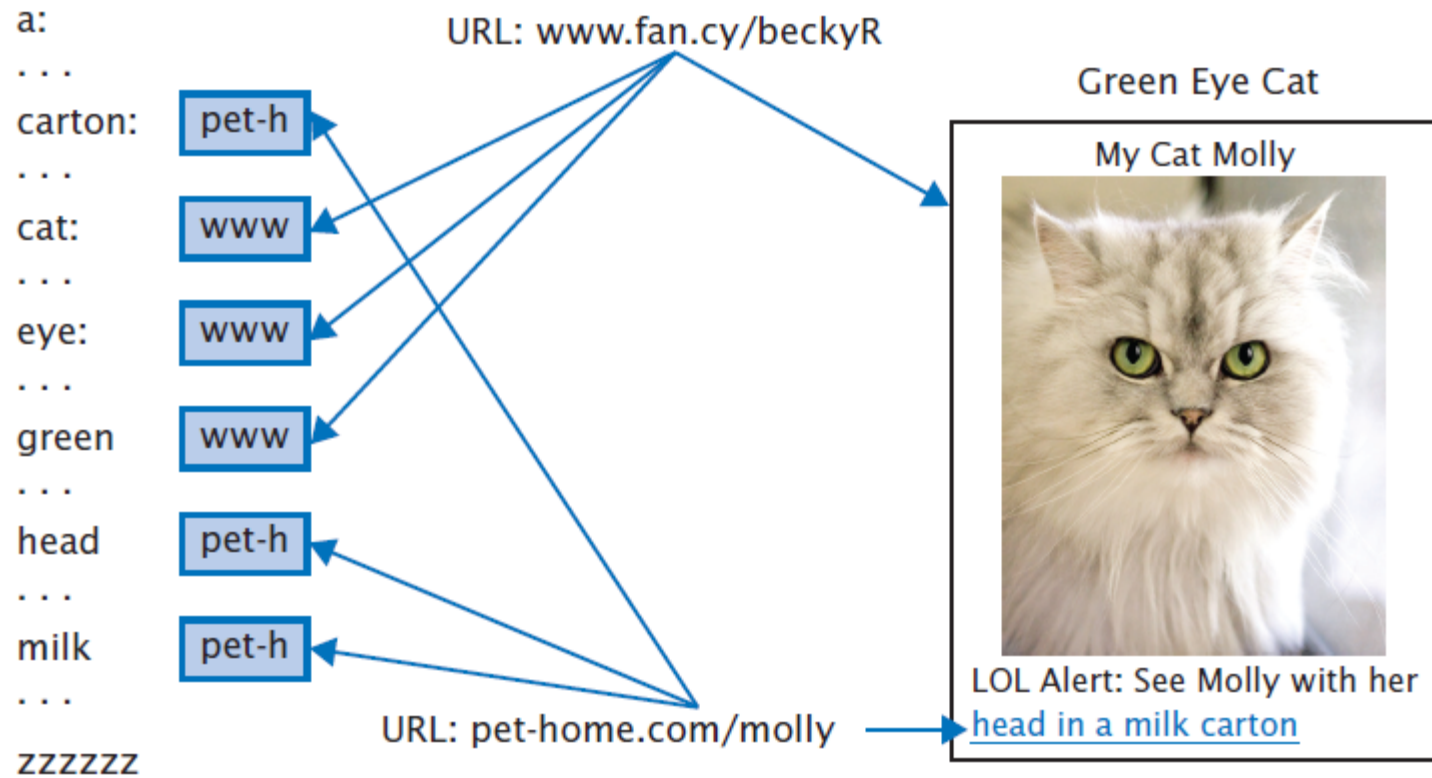 a:
. . .
carton: pet-h
. . .
cat: www
. . .
eye: www
. . .
green www
. . .
head pet-h
. . .
milk pet-h
. . .
zzzzzz
URL: www.fan.cy/beckyR
URL: pet-home.com/molly
Green Eye Cat
My Cat Molly
LOL Alert: See Molly with her
head in a milk carton